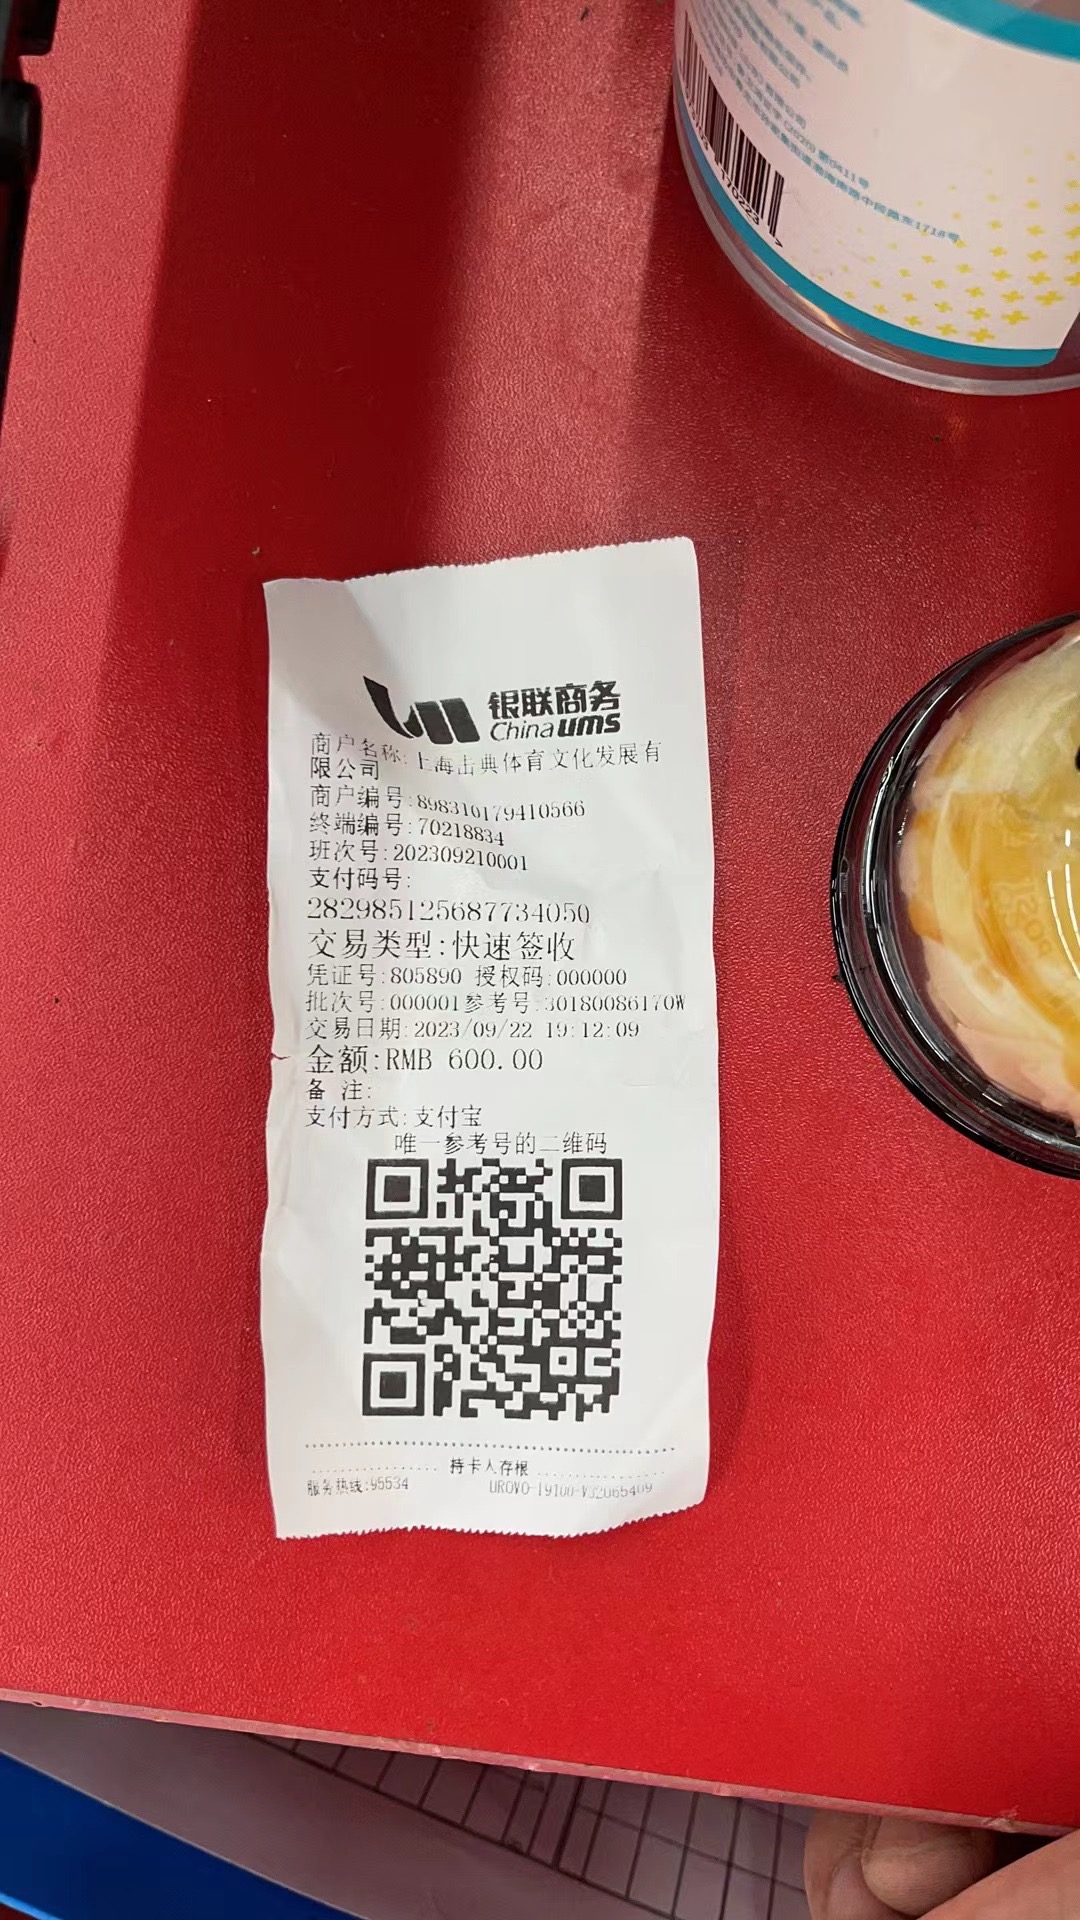 银联商务
China ums
商户名称:上海击典体育文化发展有
限公司
商户编号:898310179410566
终端编号:70218834
班次号:202309210001
支付码号:
282985125687734050
交易类型:快速签收
凭证号:805890 授权码:000000
批次号:000001参考号:30180086170W
交易日期:2023/09/22 19:12:09
金额:RMB 600.00
备 注:
支付方式:支付宝
唯一参考号的二维码
持卡人存根
服务热线:95534
UROVO-I9100-V32065409